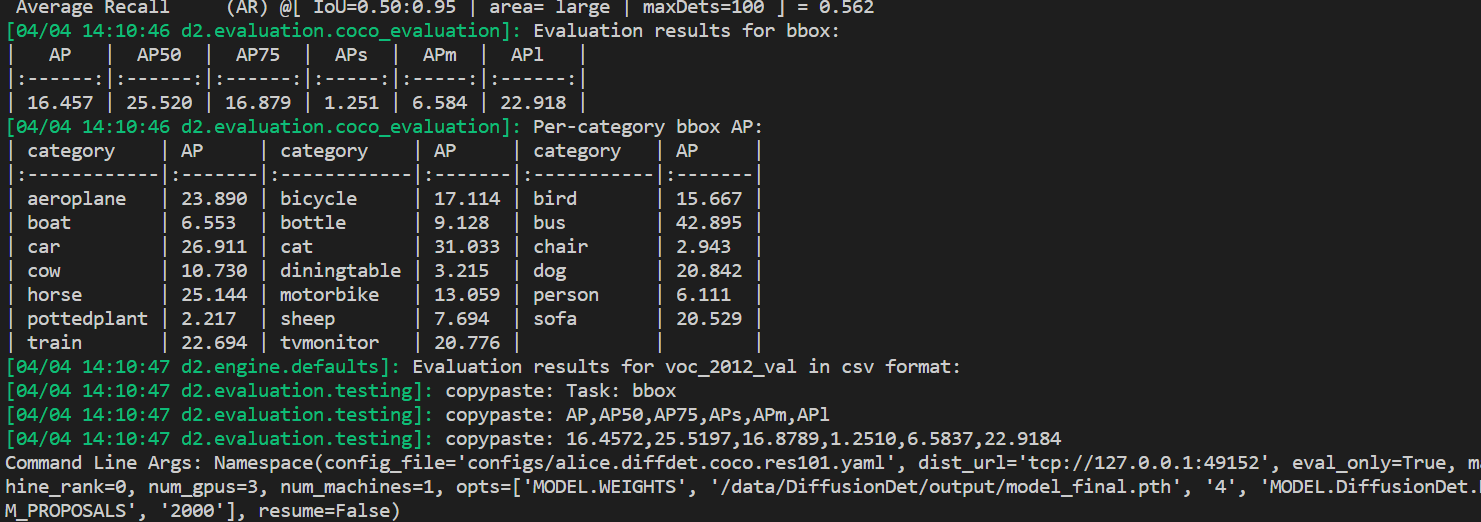 Average Recall     (AR) @[ IoU=0.50:0.95 | area= large | maxDets=100 ] = 0.562
[04/04 14:10:46 d2.evaluation.coco_evaluation]: Evaluation results for bbox:
|   AP   |  AP50  |  AP75  |  APs  |  APm  |  APl   |
|:------:|:------:|:------:|:-----:|:-----:|:------:|
| 16.457 | 25.520 | 16.879 | 1.251 | 6.584 | 22.918 |
[04/04 14:10:46 d2.evaluation.coco_evaluation]: Per-category bbox AP:
| category    | AP     | category    | AP     | category   | AP     |
|:------------|:-------|:------------|:-------|:-----------|:-------|
| aeroplane   | 23.890 | bicycle     | 17.114 | bird       | 15.667 |
| boat        | 6.553  | bottle      | 9.128  | bus        | 42.895 |
| car         | 26.911 | cat         | 31.033 | chair      | 2.943  |
| cow         | 10.730 | diningtable | 3.215  | dog        | 20.842 |
| horse       | 25.144 | motorbike   | 13.059 | person     | 6.111  |
| pottedplant | 2.217  | sheep       | 7.694  | sofa       | 20.529 |
| train       | 22.694 | tvmonitor   | 20.776 |            |        |
[04/04 14:10:47 d2.engine.defaults]: Evaluation results for voc_2012_val in csv format:
[04/04 14:10:47 d2.evaluation.testing]: copypaste: Task: bbox
[04/04 14:10:47 d2.evaluation.testing]: copypaste: AP,AP50,AP75,APs,APm,APl
[04/04 14:10:47 d2.evaluation.testing]: copypaste: 16.4572,25.5197,16.8789,1.2510,6.5837,22.9184
Command Line Args: Namespace(config_file='configs/alice.diffdet.coco.res101.yaml', dist_url='tcp://127.0.0.1:49152', eval_only=True, ma
hine_rank=0, num_gpus=3, num_machines=1, opts=['MODEL.WEIGHTS', '/data/DiffusionDet/output/model_final.pth', '4', 'MODEL.DiffusionDet.
M_PROPOSALS', '2000'], resume=False)